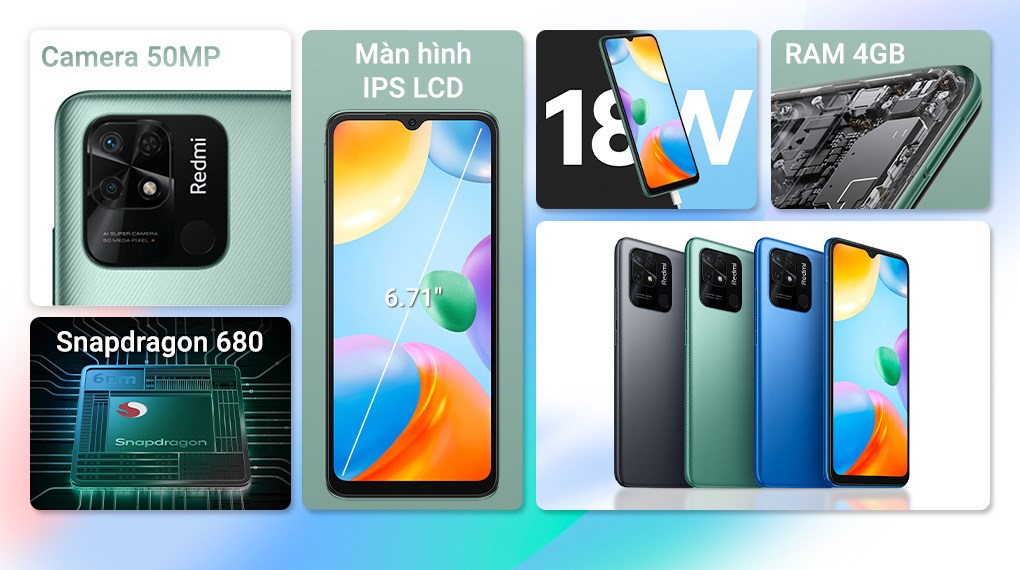 Camera 50MP
Redmi
AI SUPER-CAMERA
50 MEGA PIXEL
Snapdragon 680
6nm
Snapdragon
Màn hình
IPS LCD
6.71"
18W
RAM 4GB
Redmi
Redmi
Redmi